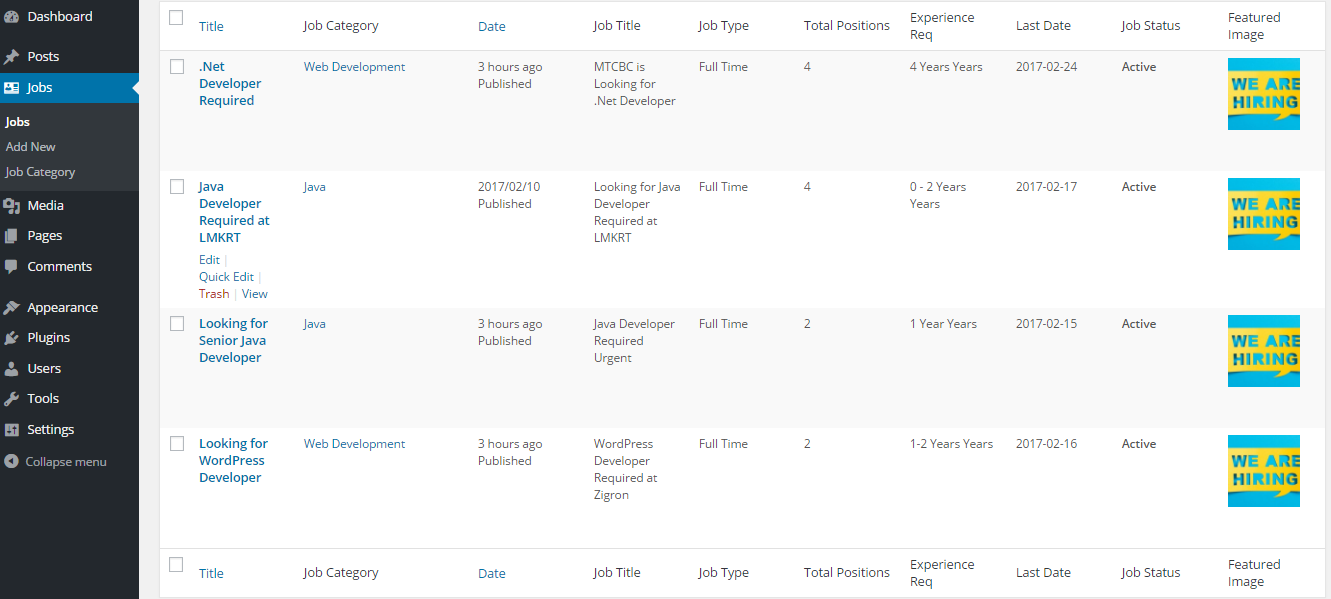 Dashboard
Posts
Jobs
Jobs
Add New
Job Category
Media
Pages
Comments
Appearance
Plugins
Users
Tools
Settings
Collapse menu
Title Job Category Date Job Title Job Type Total Positions Experience Req Last Date Job Status Featured Image
.Net
Developer
Required
Web Development
3 hours ago
Published
MTCBC is
Looking for
.Net Developer
Full Time
4
4 Years Years
2017-02-24
Active
WE ARE
HIRING
Java
Developer
Required at
LMKRT
Edit |
Quick Edit |
Trash | View
Java
2017/02/10
Published
Looking for Java
Developer
Required at
LMKRT
Full Time
4
0 - 2 Years
Years
2017-02-17
Active
WE ARE
HIRING
Looking for
Senior Java
Developer
Java
3 hours ago
Published
Java Developer
Required
Urgent
Full Time
2
1 Year Years
2017-02-15
Active
WE ARE
HIRING
Looking for
WordPress
Developer
Web Development
3 hours ago
Published
WordPress
Developer
Required at
Zigron
Full Time
2
1-2 Years Years
2017-02-16
Active
WE ARE
HIRING
Title Job Category Date Job Title Job Type Total Positions Experience Req Last Date Job Status Featured Image